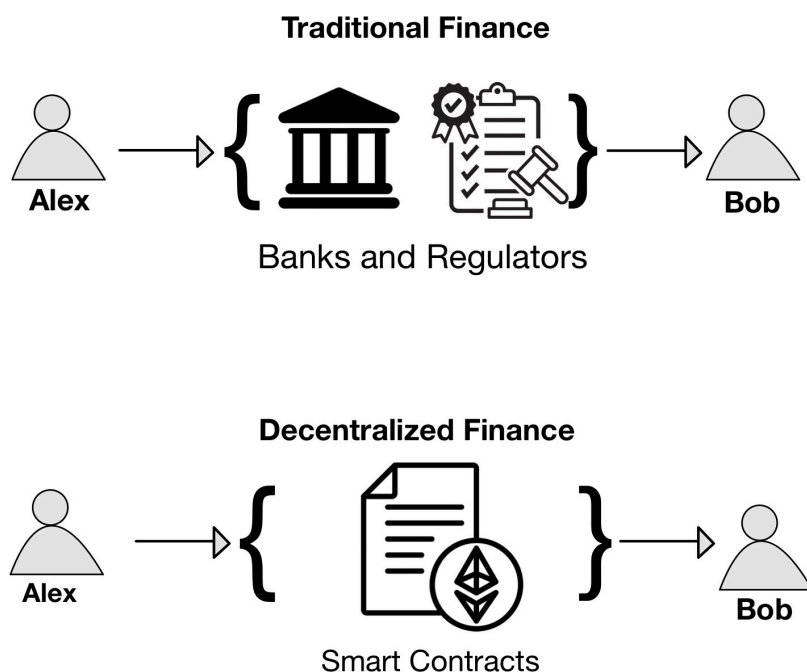 Traditional Finance
Alex
Bob
Banks and Regulators
Decentralized Finance
Alex
Bob
Smart Contracts